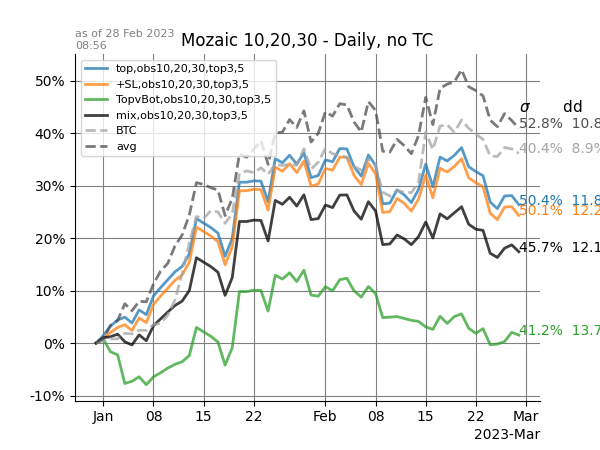 as of 28 Feb 2023
08:56
Mozaic 10,20,30 - Daily, no TC
top,obs10,20,30,top3,5
+SL,obs10,20,30,top3,5
TopvBot,obs10,20,30,top3,5
mix,obs10,20,30,top3,5
BTC
avg
σ dd
52.8% 10.8
40.4% 8.9%
50.4% 11.8
50.1% 12.2
45.7% 12.1
41.2% 13.7
50%
40%
30%
20%
10%
0%
-10%
Jan 08 15 22 Feb 08 15 22 Mar
2023-Mar